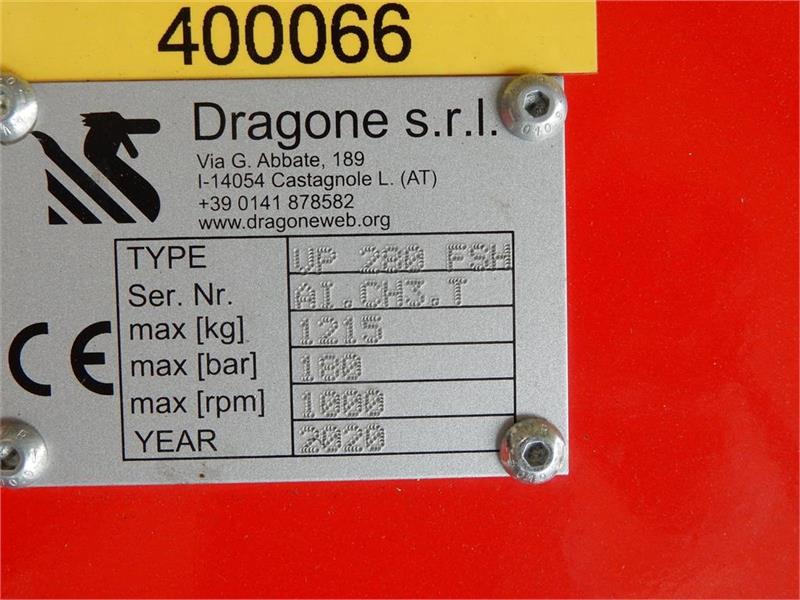 400066
Dragone s.r.l.
Via G. Abbate, 189
I-14054 Castagnole L. (AT)
+39 0141 878582
www.dragoneweb.org
TYPE VP 280 FSH
Ser. Nr. AI.CH3.T
max [kg] 1215
max [bar] 180
max [rpm] 1000
YEAR 2020
CE